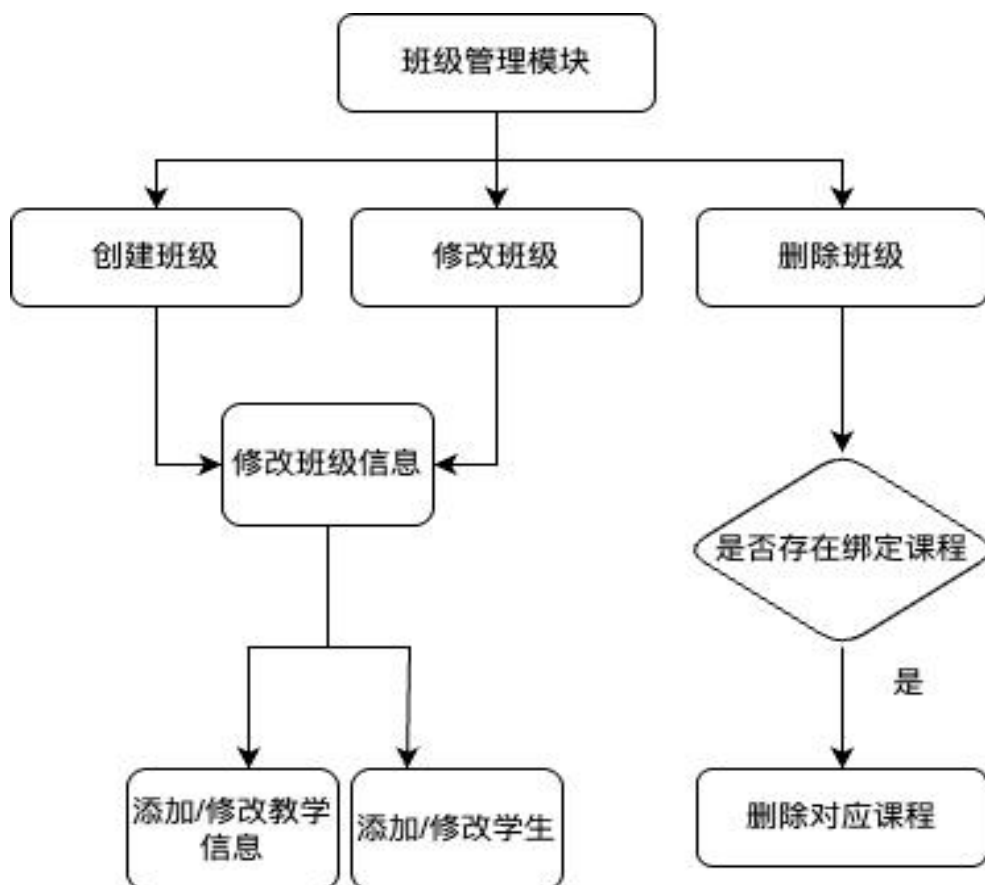 班级管理模块
创建班级
修改班级
删除班级
修改班级信息
是否存在绑定课程
是
添加/修改教学
信息
添加/修改学生
删除对应课程